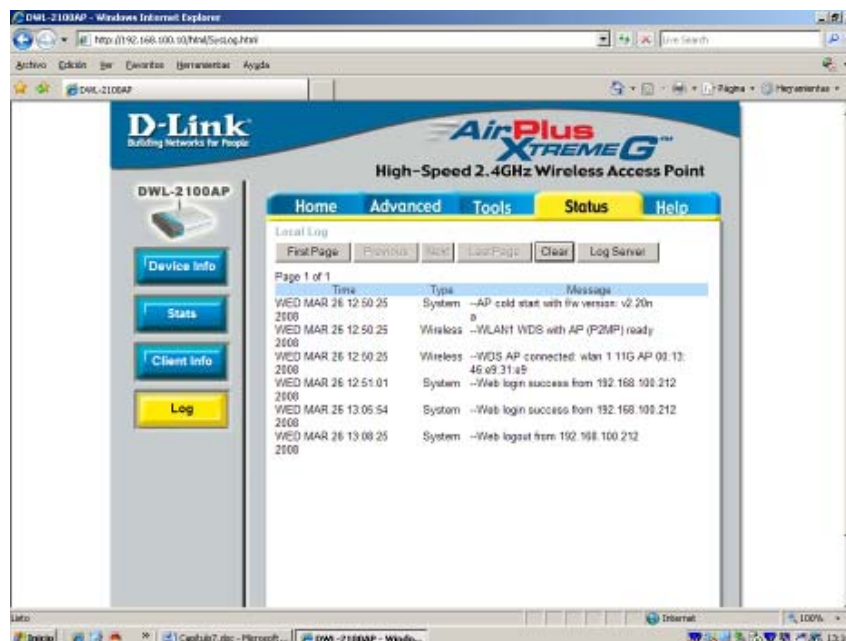 DWL-2100AP - Windows Internet Explorer
http://192.168.100.10/html/SysLog.html
Live Search
Archivo Edición Ver Favoritos Herramientas Ayuda
DWL-2100AP
Página Herramientas
D-Link
Building Networks for People
AirPlus
XTREME G™
High-Speed 2.4GHz Wireless Access Point
DWL-2100AP
Home Advanced Tools Status Help
Device Info
Stats
Client Info
Log
Local Log
First Page Previous Next Last Page Clear Log Server
Page 1 of 1
Time Type Message
WED MAR 26 12:50:25 System --AP cold start with f/w version: v2.20n
2008 a
WED MAR 26 12:50:25 Wireless --WLAN1 WDS with AP (P2MP) ready
2008
WED MAR 26 12:50:25 Wireless --WDS AP connected: wlan 1 11G AP 00:13:
2008 46:e9:31:a9
WED MAR 26 12:51:01 System --Web login success from 192.168.100.212
2008
WED MAR 26 13:05:54 System --Web login success from 192.168.100.212
2008
WED MAR 26 13:08:25 System --Web logout from 192.168.100.212
2008
Listo Internet 100%
Inicio Capitulo7.doc - Microsoft... DWL-2100AP - Windo...